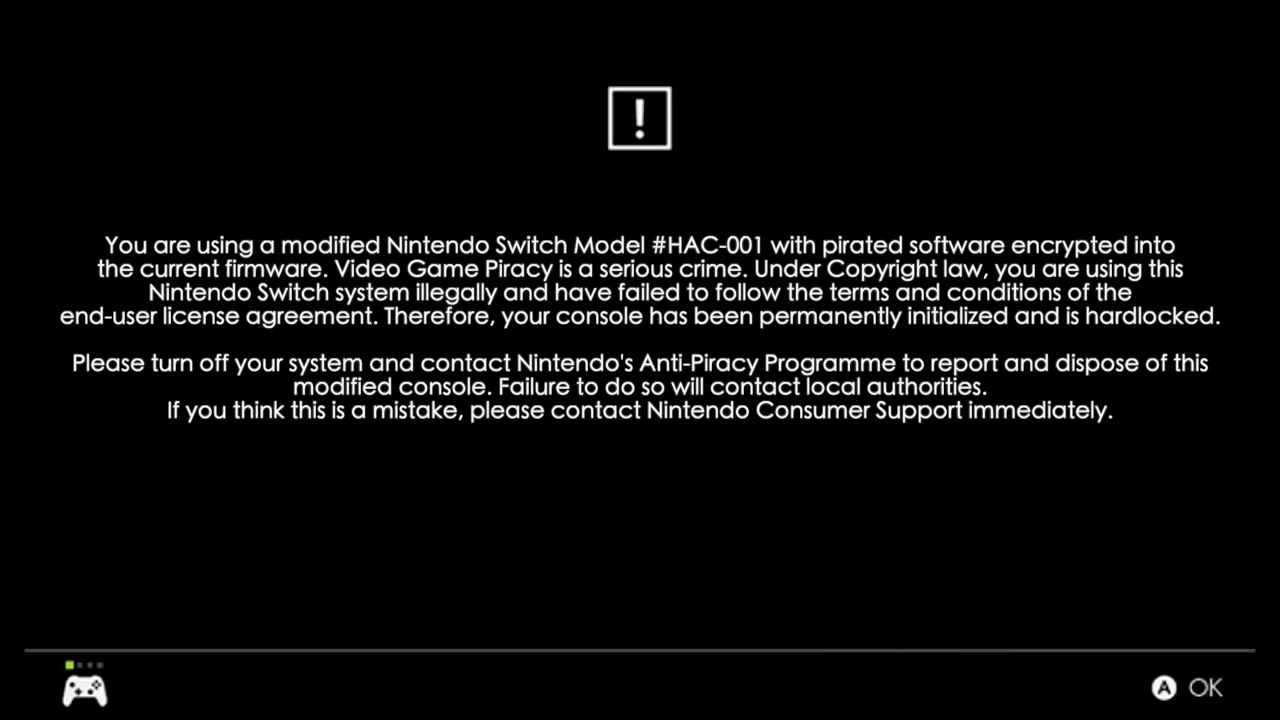 !
You are using a modified Nintendo Switch Model #HAC-001 with pirated software encrypted into
the current firmware. Video Game Piracy is a serious crime. Under Copyright law, you are using this
Nintendo Switch system illegally and have failed to follow the terms and conditions of the
end-user license agreement. Therefore, your console has been permanently initialized and is hardlocked.
Please turn off your system and contact Nintendo's Anti-Piracy Programme to report and dispose of this
modified console. Failure to do so will contact local authorities.
If you think this is a mistake, please contact Nintendo Consumer Support immediately.
A OK